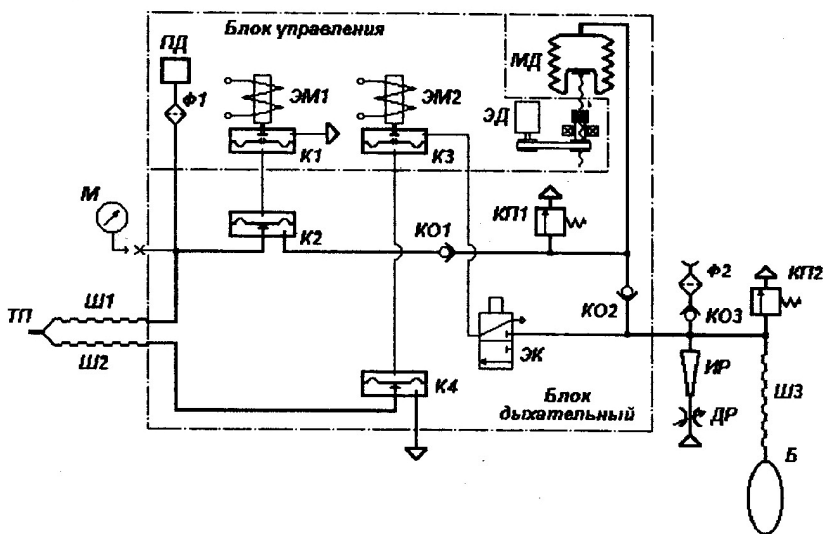 Блок управления
ПД
МД
Ф1
ЭМ1
ЭМ2
ЭД
К1
К3
М
К2
КП1
КО1
Ф2
КП2
КО2
КО3
ТП
Ш1
Ш2
ЭК
ИР
К4
Ш3
Блок
дыхательный
ДР
Б